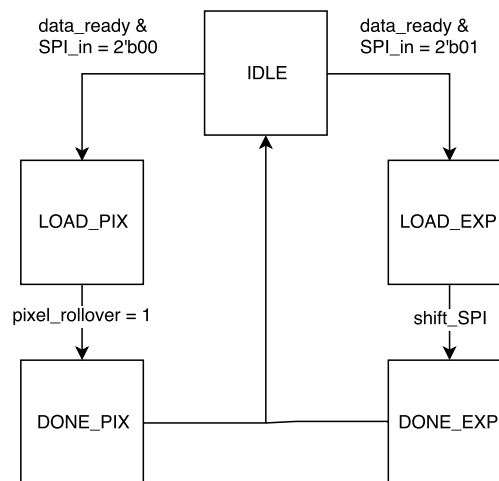 data_ready &
SPI_in = 2'b00
data_ready &
SPI_in = 2'b01
IDLE
LOAD_PIX
LOAD_EXP
pixel_rollover = 1
shift_SPI
DONE_PIX
DONE_EXP